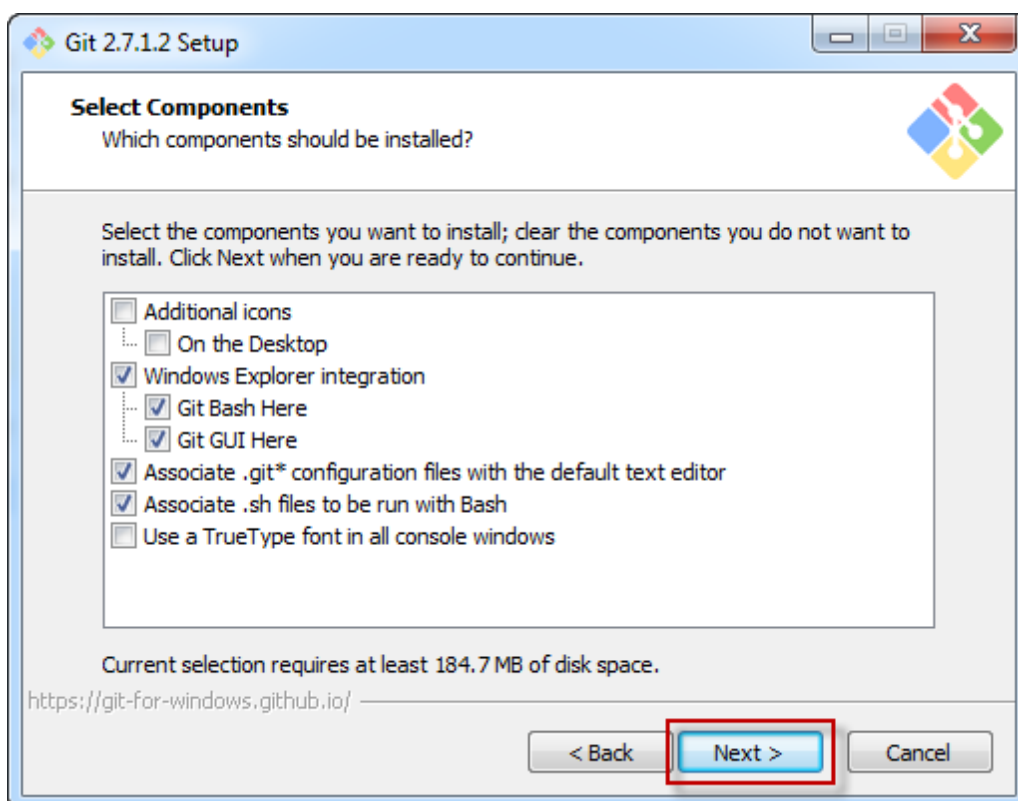 Git 2.7.1.2 Setup
Select Components
Which components should be installed?
Select the components you want to install; clear the components you do not want to
install. Click Next when you are ready to continue.
Additional icons
On the Desktop
Windows Explorer integration
Git Bash Here
Git GUI Here
Associate .git* configuration files with the default text editor
Associate .sh files to be run with Bash
Use a TrueType font in all console windows
Current selection requires at least 184.7 MB of disk space.
https://git-for-windows.github.io/
< Back Next > Cancel